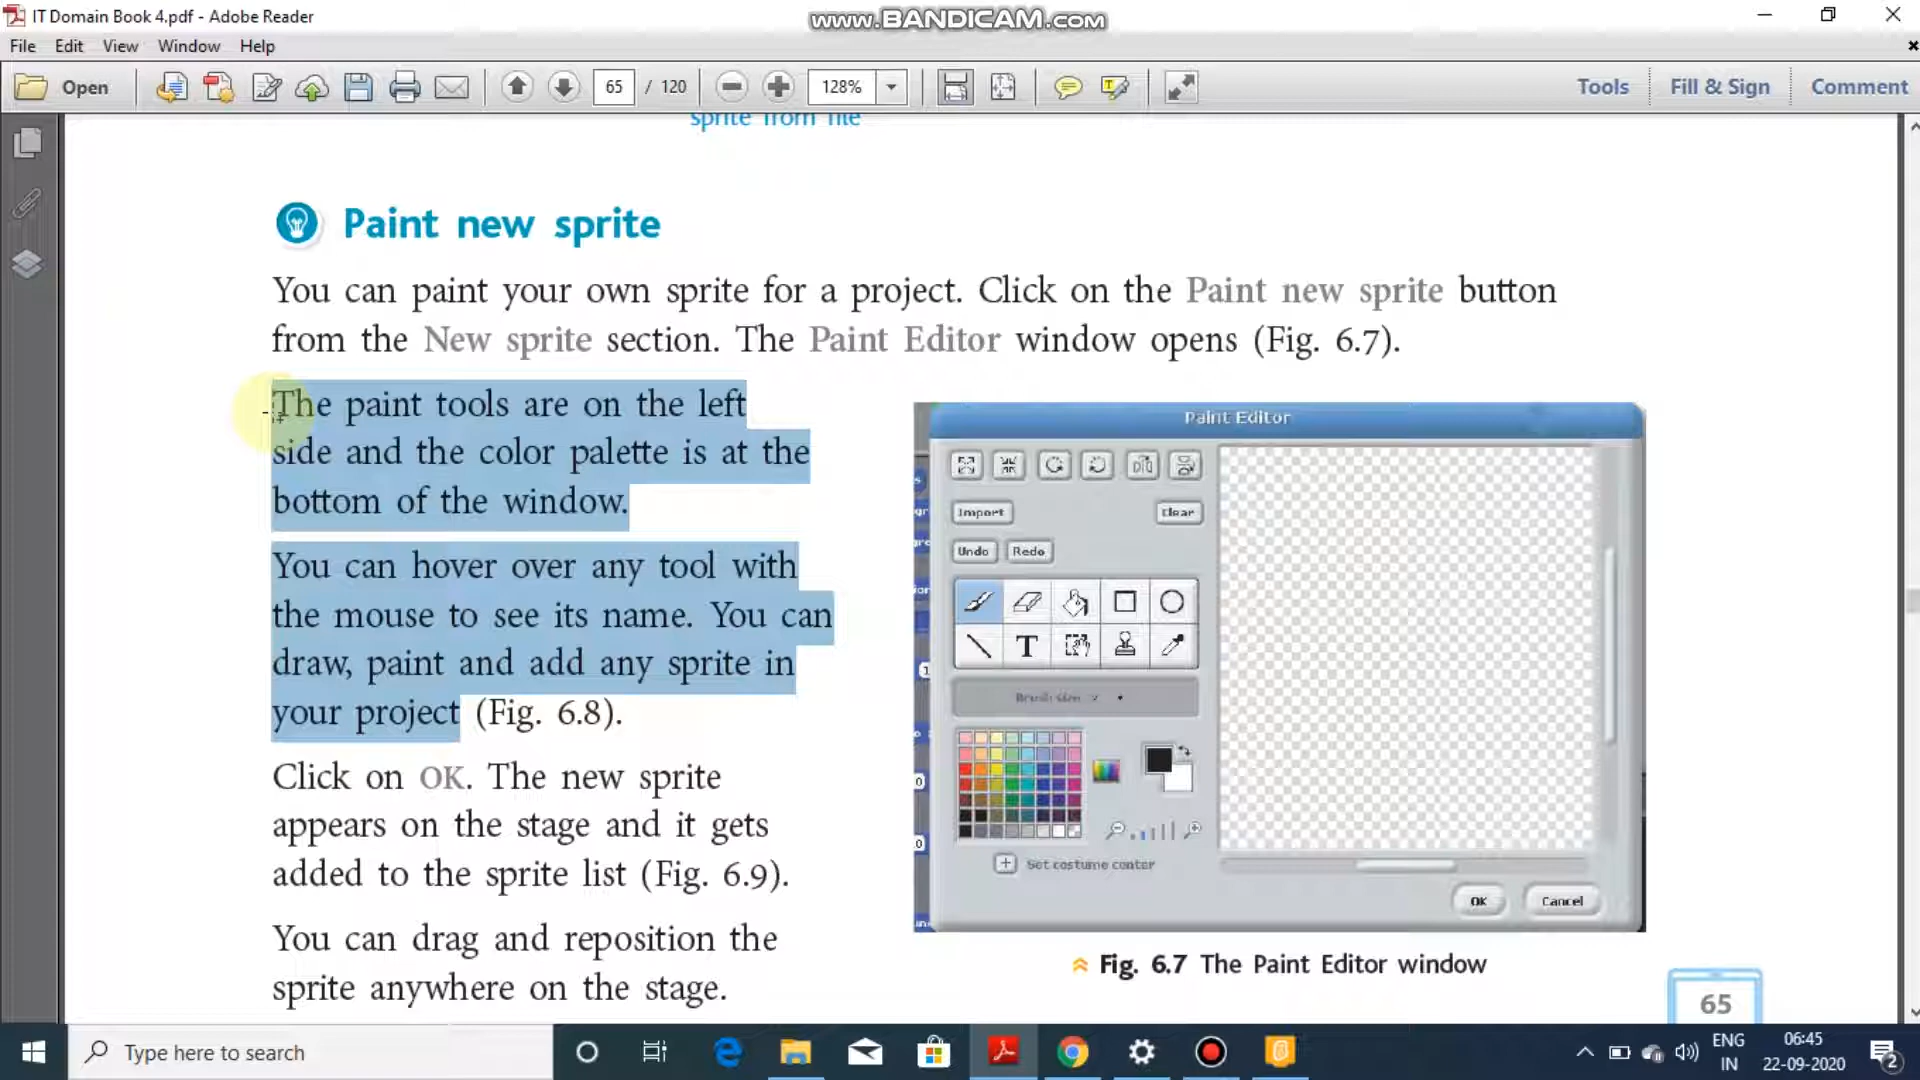 IT Domain Book 4.pdf - Adobe Reader
www.BANDICAM.com
File Edit View Window Help
Open
65 / 120
128%
Tools
Fill & Sign
Comment
sprite from file
Paint new sprite
You can paint your own sprite for a project. Click on the Paint new sprite button
from the New sprite section. The Paint Editor window opens (Fig. 6.7).
The paint tools are on the left
side and the color palette is at the
bottom of the window.
You can hover over any tool with
the mouse to see its name. You can
draw, paint and add any sprite in
your project (Fig. 6.8).
Click on OK. The new sprite
appears on the stage and it gets
added to the sprite list (Fig. 6.9).
You can drag and reposition the
sprite anywhere on the stage.
Paint Editor
Import
Clear
Undo
Redo
T
Brush size
Set costume center
OK
Cancel
Fig. 6.7 The Paint Editor window
65
Type here to search
ENG
IN
06:45
22-09-2020
2